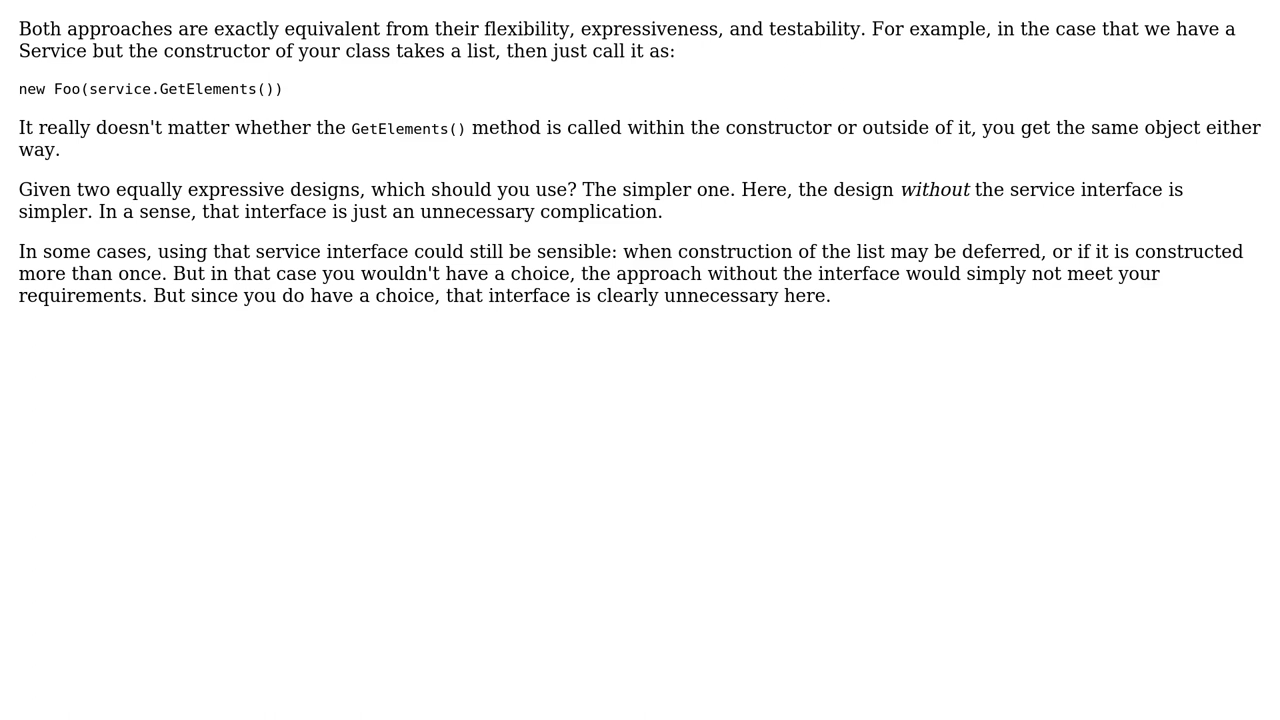 Both approaches are exactly equivalent from their flexibility, expressiveness, and testability. For example, in the case that we have a
Service but the constructor of your class takes a list, then just call it as:
new Foo(service.GetElements())
It really doesn't matter whether the GetElements() method is called within the constructor or outside of it, you get the same object either
way.
Given two equally expressive designs, which should you use? The simpler one. Here, the design without the service interface is
simpler. In a sense, that interface is just an unnecessary complication.
In some cases, using that service interface could still be sensible: when construction of the list may be deferred, or if it is constructed
more than once. But in that case you wouldn't have a choice, the approach without the interface would simply not meet your
requirements. But since you do have a choice, that interface is clearly unnecessary here.